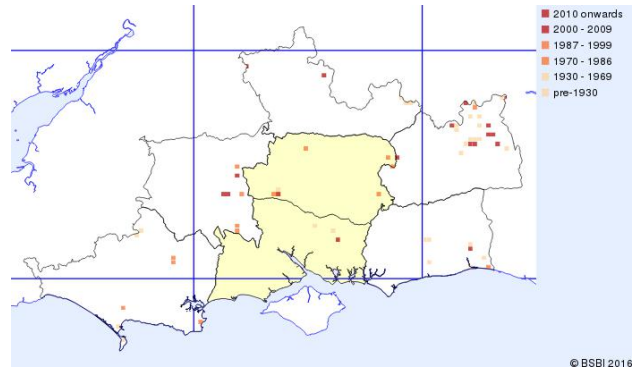 2010 onwards
2000 - 2009
1987 - 1999
1970 - 1986
1930 - 1969
pre-1930
© BSBI 2016